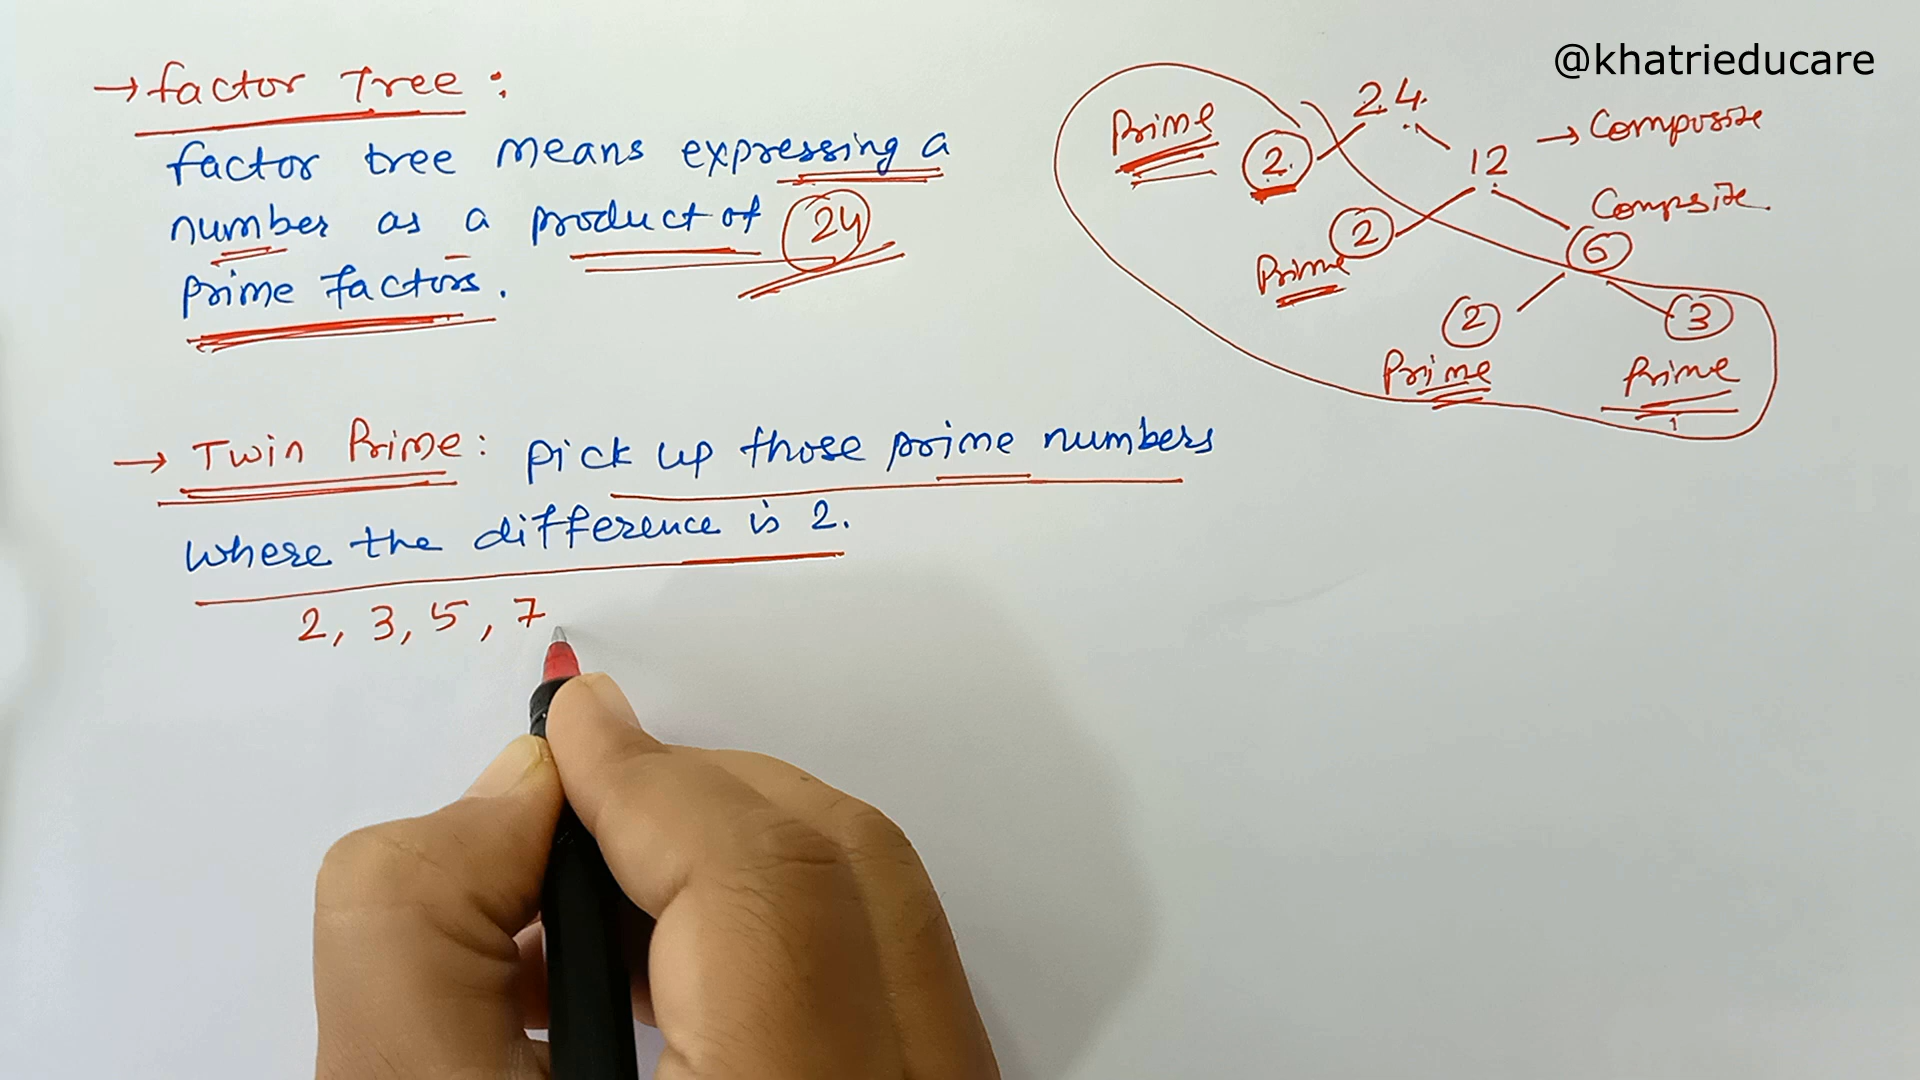 @khatrieducare
→ factor Tree :
factor tree means expressing a
number as a product of 24
prime factors.
24
Prime 2 12 → Composite
Prime 2 6 Compsite
2 3
Prime Prime
→ Twin Prime : pick up those prime numbers
where the difference is 2.
2, 3, 5, 7